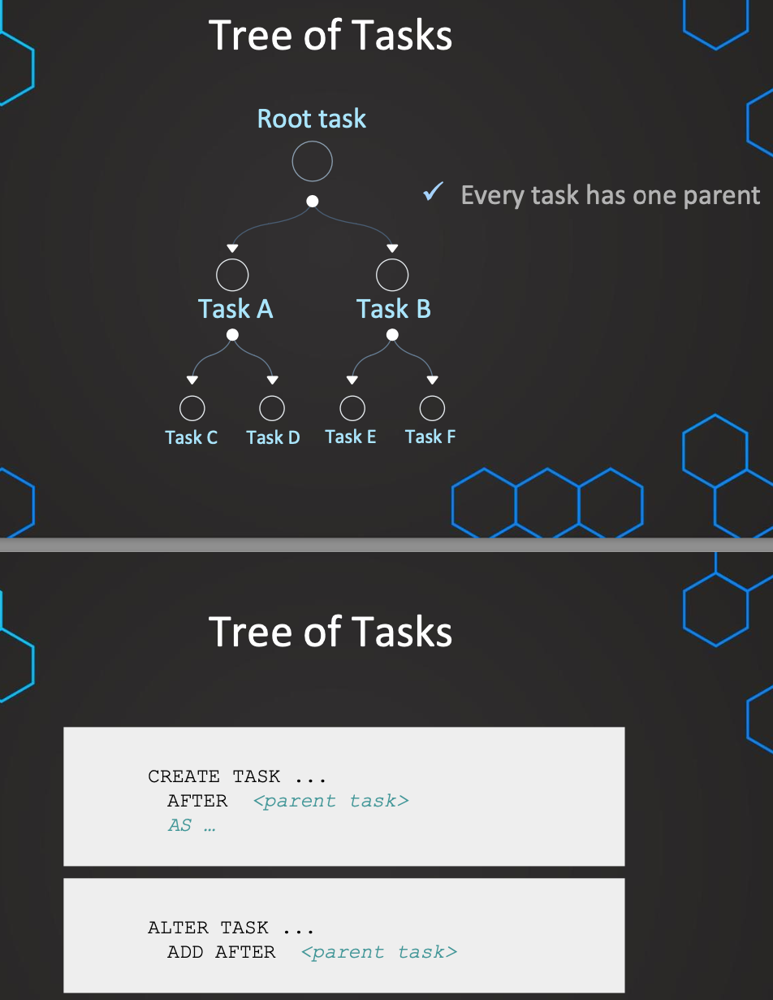 Tree of Tasks
Root task
✓ Every task has one parent
Task A Task B
Task C Task D Task E Task F
Tree of Tasks
CREATE TASK ...
AFTER <parent task>
AS …
ALTER TASK ...
ADD AFTER <parent task>